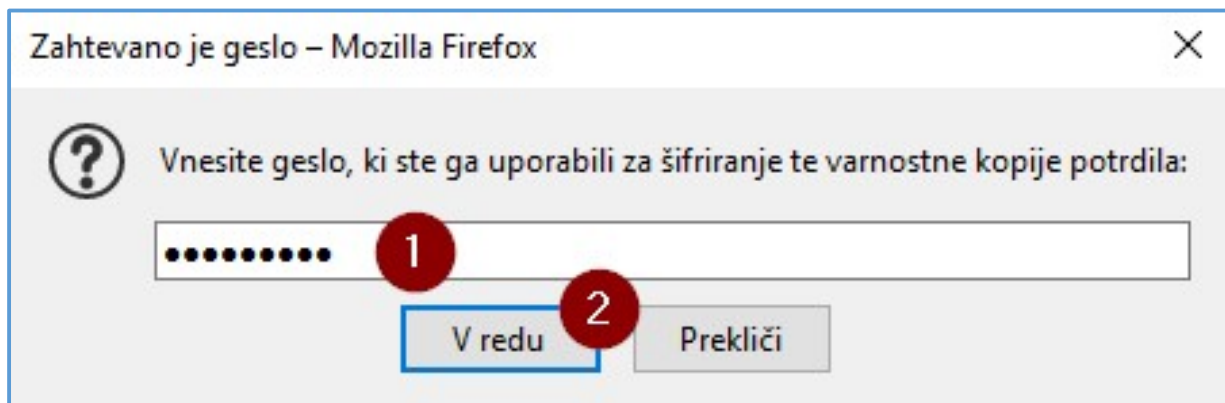 Zahtevano je geslo – Mozilla Firefox
Vnesite geslo, ki ste ga uporabili za šifriranje te varnostne kopije potrdila:
●●●●●●●●● 1
2
V redu Prekliči